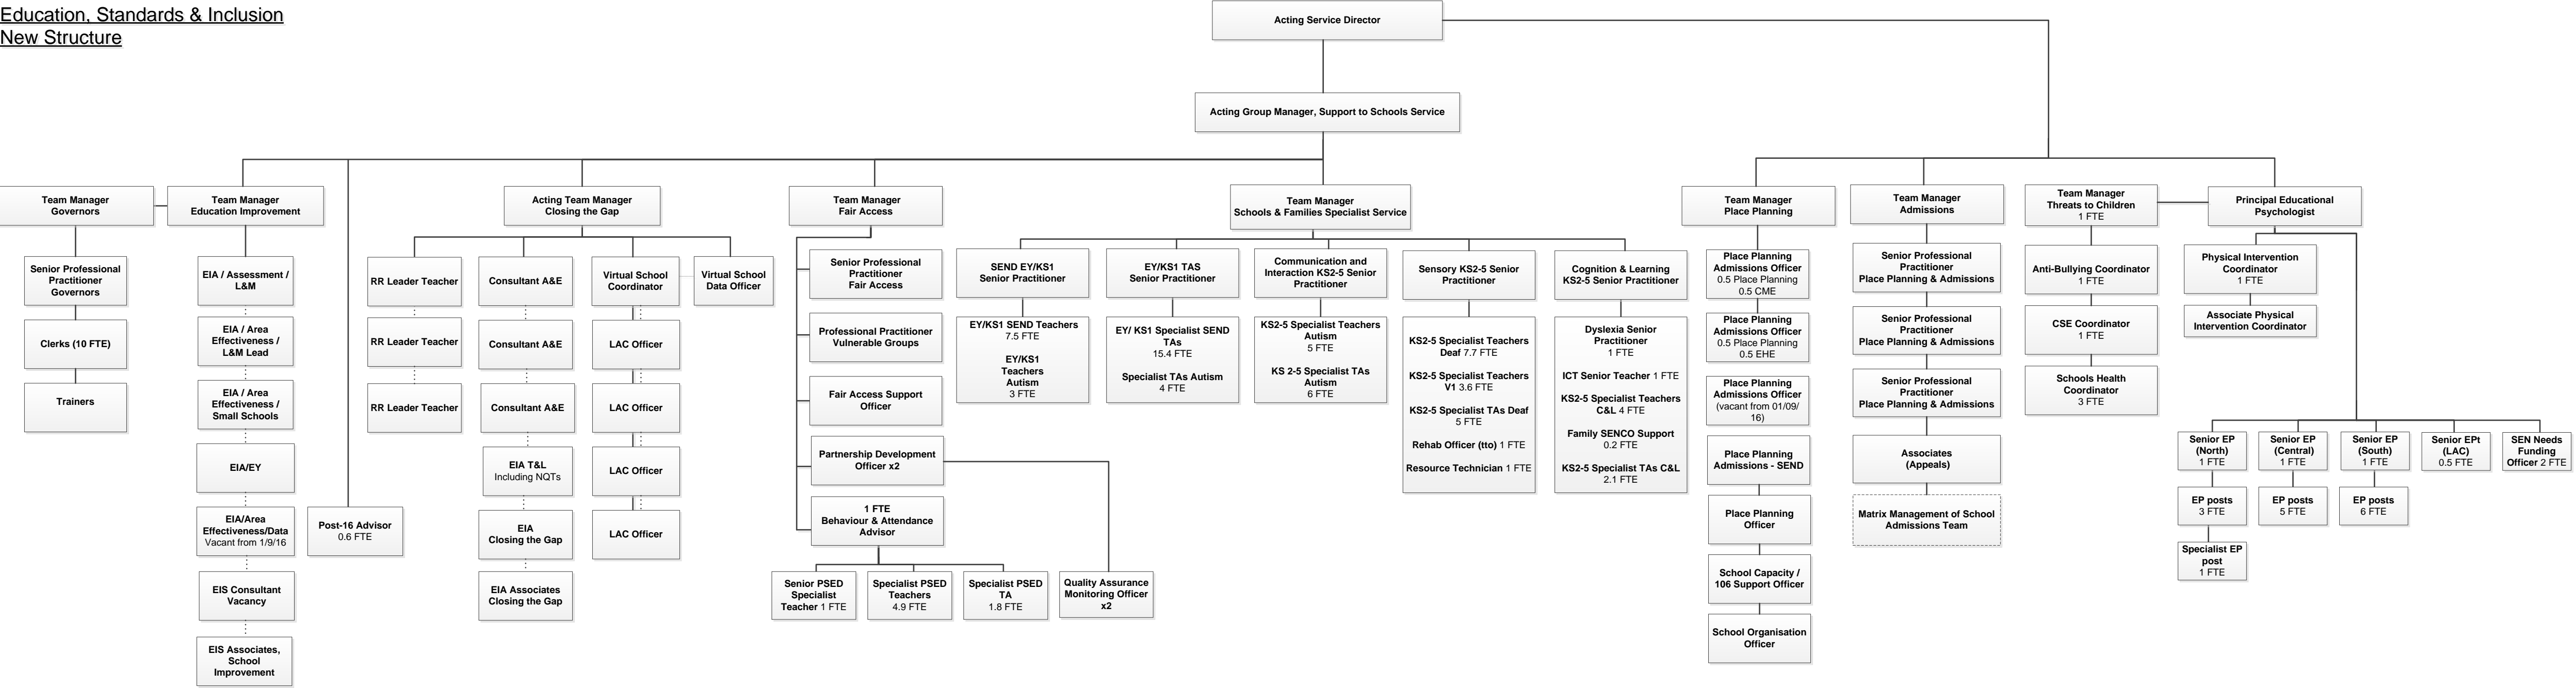 Education, Standards & Inclusion
New Structure
Acting Service Director
Acting Group Manager, Support to Schools Service
Team Manager
Governors
Team Manager
Education Improvement
Acting Team Manager
Closing the Gap
Team Manager
Fair Access
Team Manager
Schools & Families Specialist Service
Team Manager
Place Planning
Team Manager
Admissions
Team Manager
Threats to Children
1 FTE
Principal Educational
Psychologist
Senior Professional
Practitioner
Governors
Clerks (10 FTE)
Trainers
EIA / Assessment /
L&M
EIA / Area
Effectiveness /
L&M Lead
EIA / Area
Effectiveness /
Small Schools
EIA/EY
EIA/Area
Effectiveness/Data
Vacant from 1/9/16
EIS Consultant
Vacancy
EIS Associates,
School
Improvement
Post-16 Advisor
0.6 FTE
RR Leader Teacher
RR Leader Teacher
RR Leader Teacher
Consultant A&E
Consultant A&E
Consultant A&E
EIA T&L
Including NQTs
EIA
Closing the Gap
EIA Associates
Closing the Gap
Virtual School
Coordinator
LAC Officer
LAC Officer
LAC Officer
LAC Officer
Virtual School
Data Officer
Senior Professional
Practitioner
Fair Access
Professional Practitioner
Vulnerable Groups
Fair Access Support
Officer
Partnership Development
Officer x2
1 FTE
Behaviour & Attendance
Advisor
Senior PSED
Specialist
Teacher 1 FTE
Specialist PSED
Teachers
4.9 FTE
Specialist PSED
TA
1.8 FTE
Quality Assurance
Monitoring Officer
x2
SEND EY/KS1
Senior Practitioner
EY/KS1 SEND Teachers
7.5 FTE
EY/KS1
Teachers
Autism
3 FTE
EY/KS1 TAS
Senior Practitioner
EY/ KS1 Specialist SEND
TAs
15.4 FTE
Specialist TAs Autism
4 FTE
Communication and
Interaction KS2-5 Senior
Practitioner
KS2-5 Specialist Teachers
Autism
5 FTE
KS 2-5 Specialist TAs
Autism
6 FTE
Sensory KS2-5 Senior
Practitioner
KS2-5 Specialist Teachers
Deaf 7.7 FTE
KS2-5 Specialist Teachers
V1 3.6 FTE
KS2-5 Specialist TAs Deaf
5 FTE
Rehab Officer (tto) 1 FTE
Resource Technician 1 FTE
Cognition & Learning
KS2-5 Senior Practitioner
Dyslexia Senior
Practitioner
1 FTE
ICT Senior Teacher 1 FTE
KS2-5 Specialist Teachers
C&L 4 FTE
Family SENCO Support
0.2 FTE
KS2-5 Specialist TAs C&L
2.1 FTE
Place Planning
Admissions Officer
0.5 Place Planning
0.5 CME
Place Planning
Admissions Officer
0.5 Place Planning
0.5 EHE
Place Planning
Admissions Officer
(vacant from 01/09/
16)
Place Planning
Admissions - SEND
Place Planning
Officer
School Capacity /
106 Support Officer
School Organisation
Officer
Senior Professional
Practitioner
Place Planning & Admissions
Senior Professional
Practitioner
Place Planning & Admissions
Senior Professional
Practitioner
Place Planning & Admissions
Associates
(Appeals)
Matrix Management of School
Admissions Team
Anti-Bullying Coordinator
1 FTE
CSE Coordinator
1 FTE
Schools Health
Coordinator
3 FTE
Physical Intervention
Coordinator
1 FTE
Associate Physical
Intervention Coordinator
Senior EP
(North)
1 FTE
EP posts
3 FTE
Specialist EP
post
1 FTE
Senior EP
(Central)
1 FTE
EP posts
5 FTE
Senior EP
(South)
1 FTE
EP posts
6 FTE
Senior EPt
(LAC)
0.5 FTE
SEN Needs
Funding
Officer 2 FTE